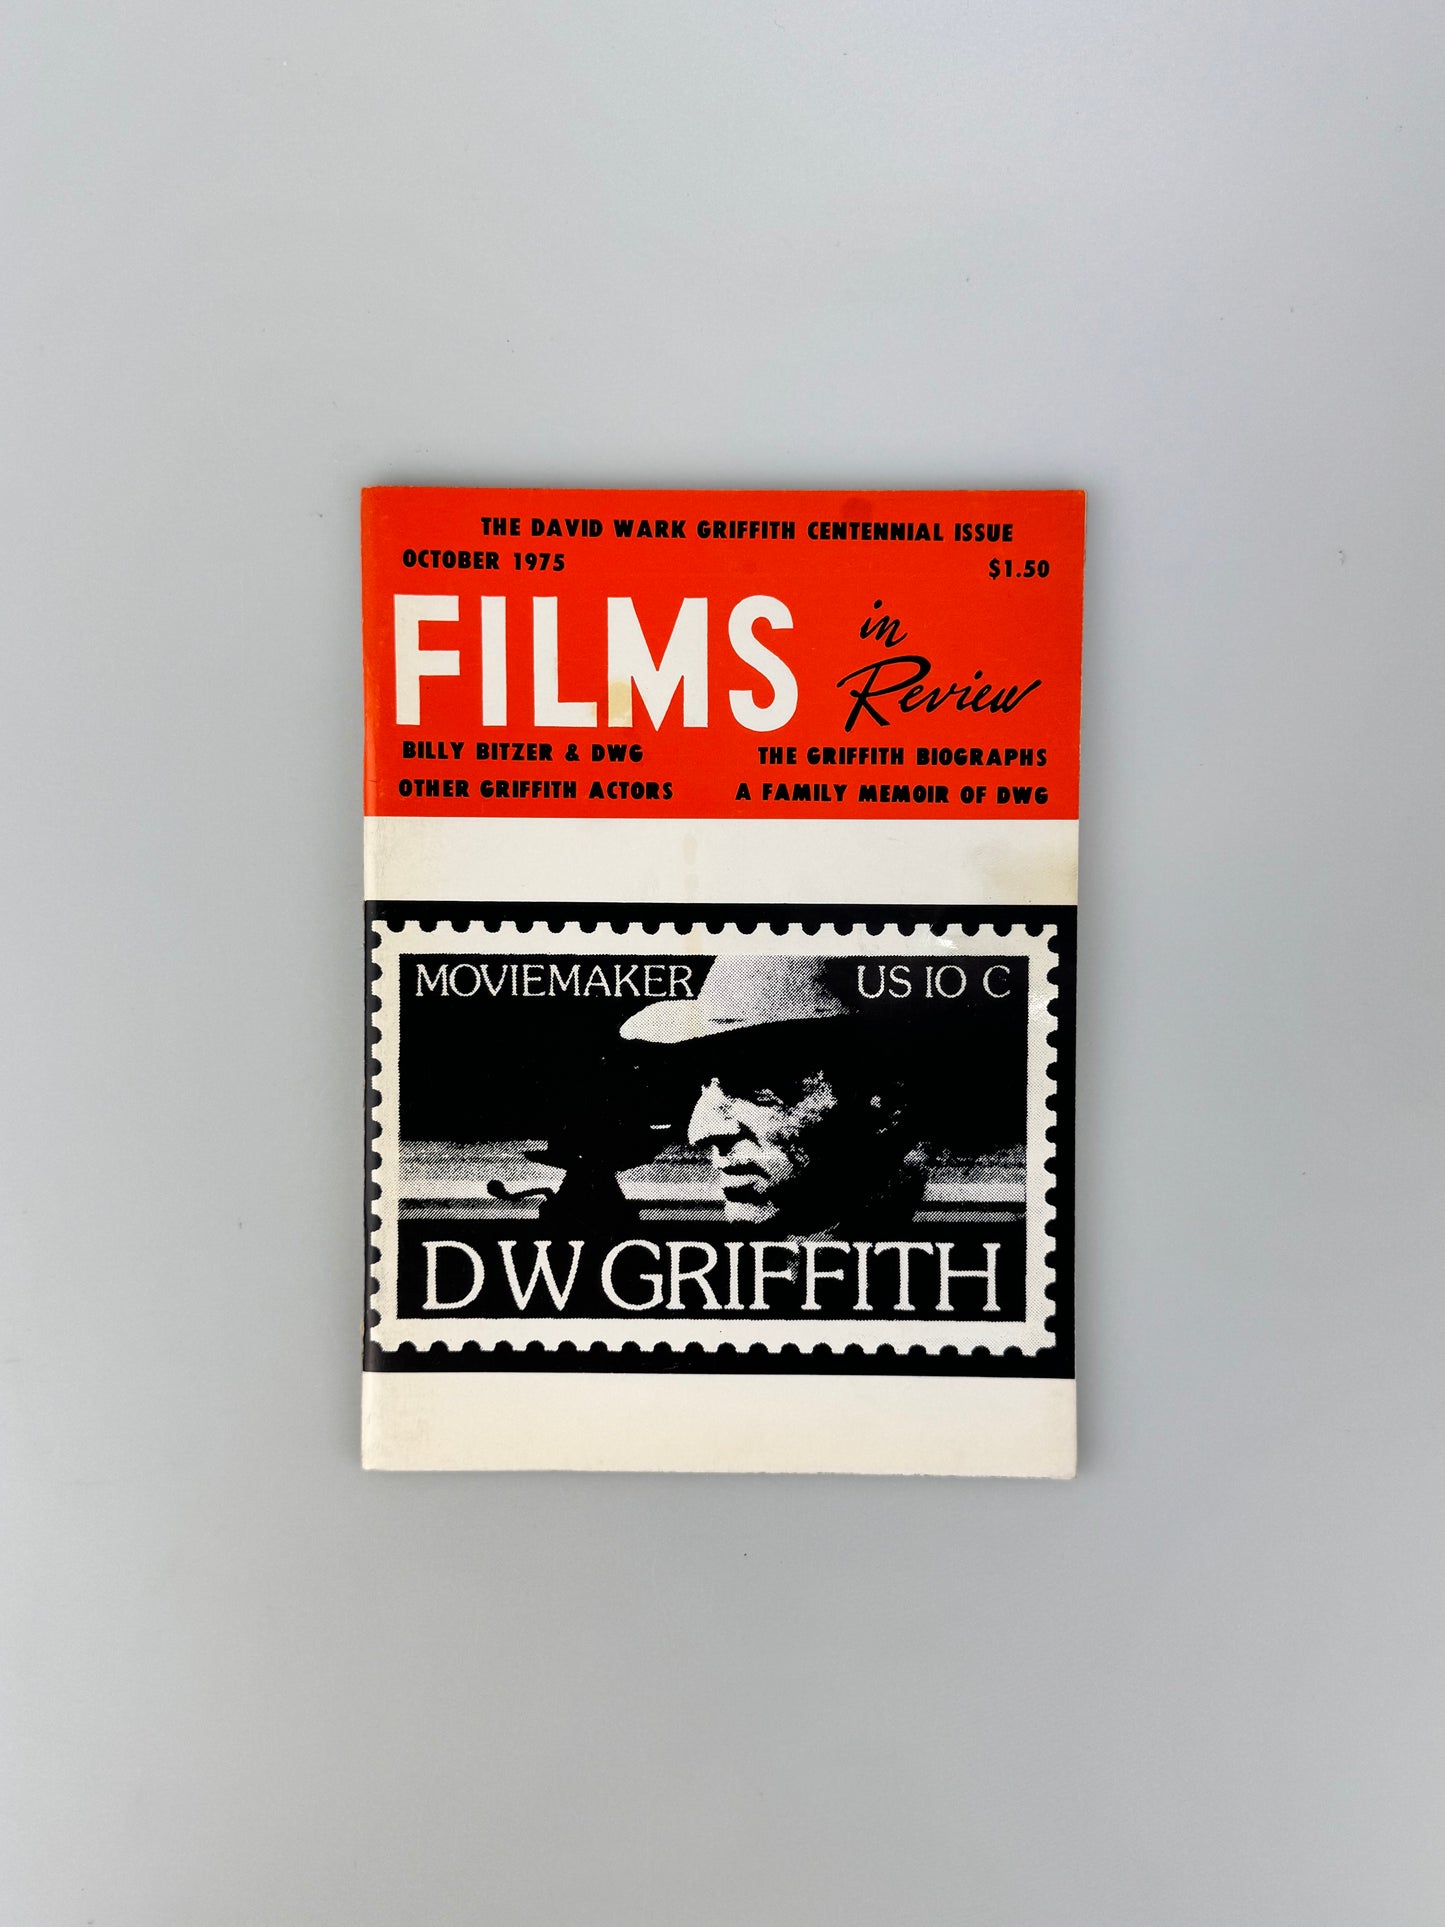 THE DAVID WARK GRIFFITH CENTENNIAL ISSUE
OCTOBER 1975 $1.50
FILMS in Review
BILLY BITZER & DWG THE GRIFFITH BIOGRAPHS
OTHER GRIFFITH ACTORS A FAMILY MEMOIR OF DWG
MOVIEMAKER US 10 C
D W GRIFFITH